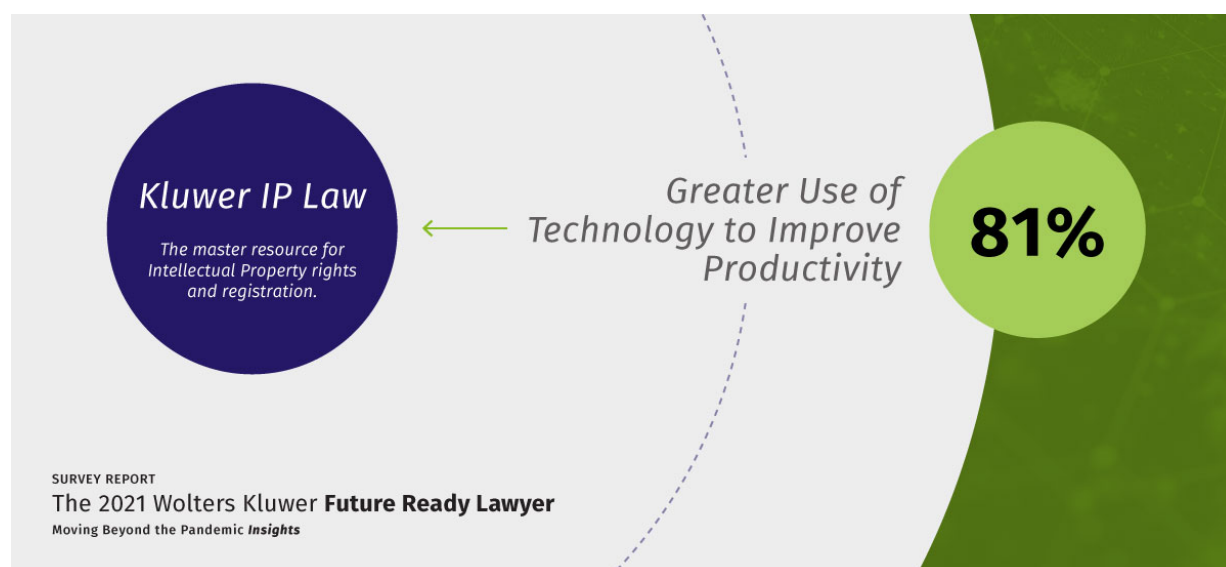 Kluwer IP Law
The master resource for
Intellectual Property rights
and registration.
Greater Use of
Technology to Improve
Productivity
81%
SURVEY REPORT
The 2021 Wolters Kluwer Future Ready Lawyer
Moving Beyond the Pandemic Insights